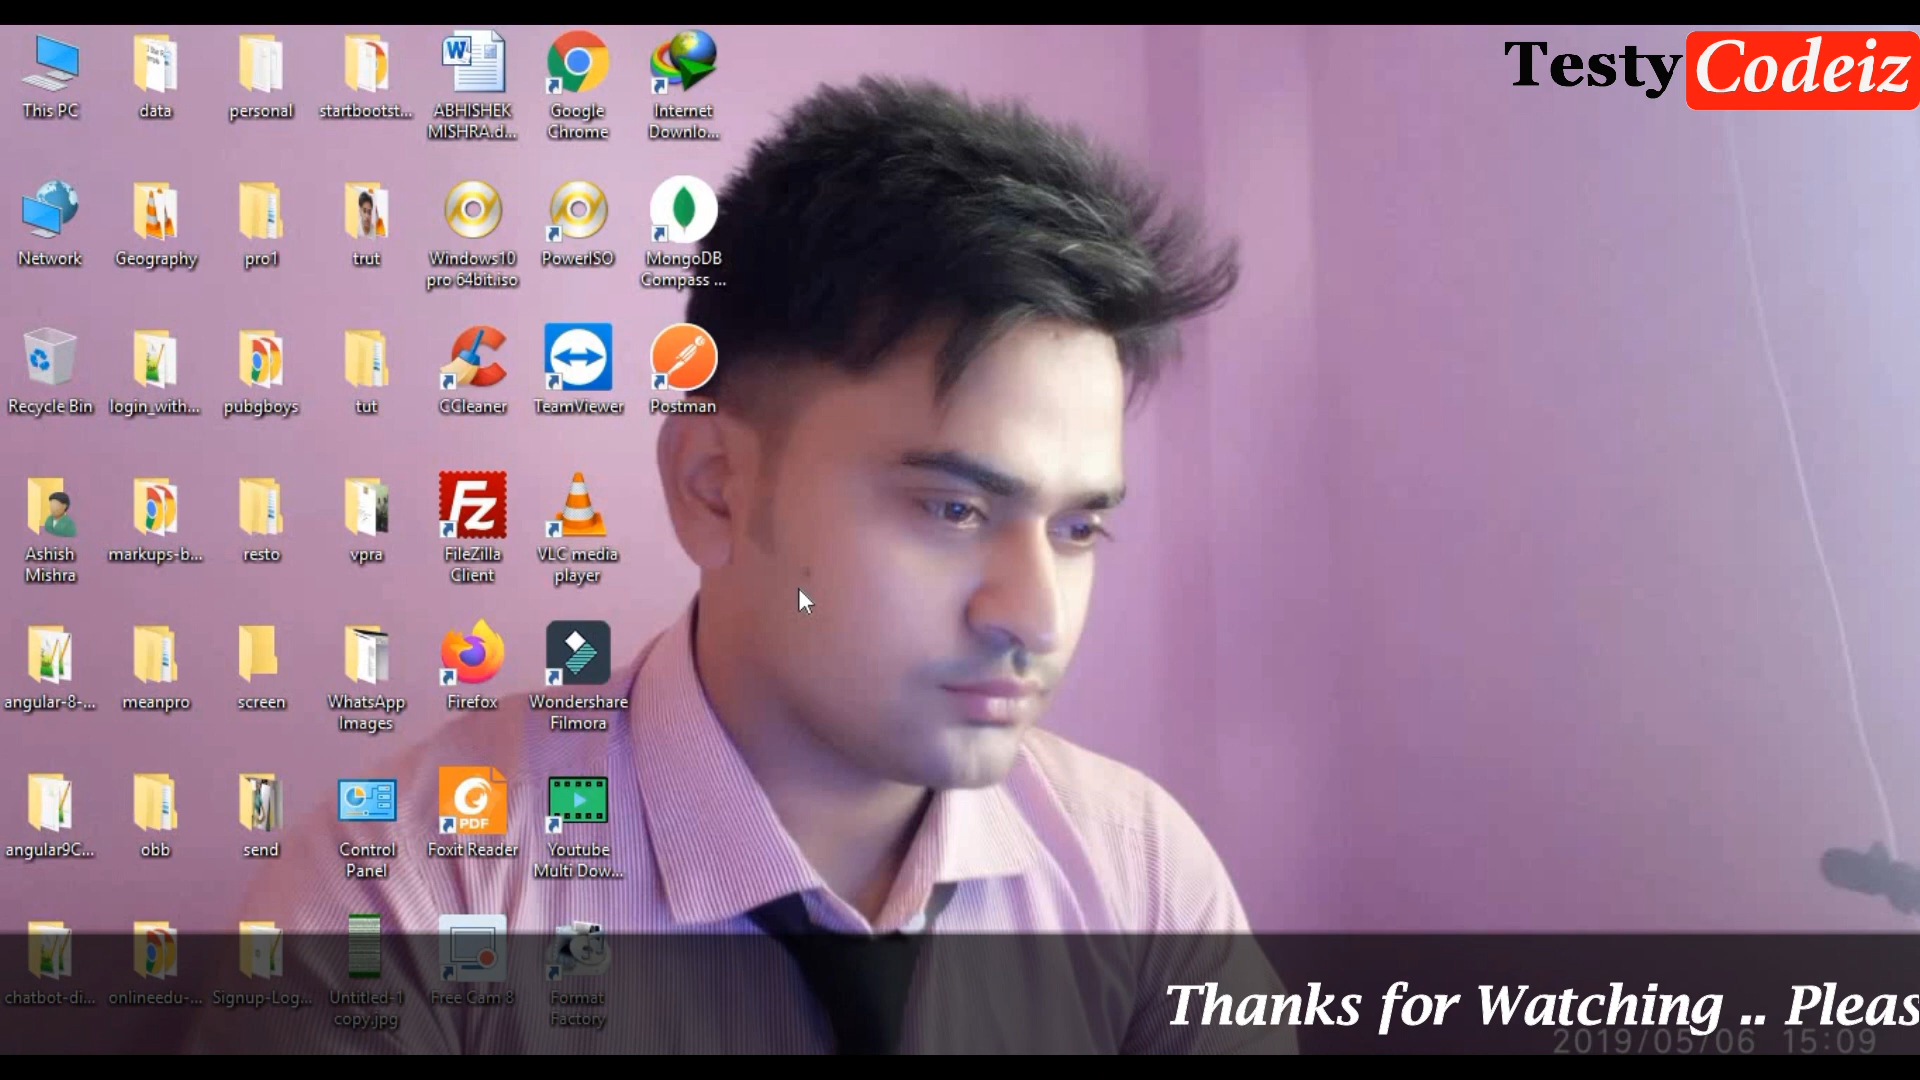 Testy Codeiz
This PC
data
personal
startbootst...
ABHISHEK
MISHRA.d...
Google
Chrome
Internet
Downlo...
Network
Geography
pro1
trut
Windows10
pro 64bit.iso
PowerISO
MongoDB
Compass ...
Recycle Bin
login_with...
pubgboys
tut
CCleaner
TeamViewer
Postman
Ashish
Mishra
markups-b...
resto
vpra
FileZilla
Client
VLC media
player
angular-8-...
meanpro
screen
WhatsApp
Images
Firefox
Wondershare
Filmora
angular9C...
obb
send
Control
Panel
PDF
Foxit Reader
Youtube
Multi Dow...
chatbot-di...
onlineedu-...
Signup-Log...
Untitled-1
copy.jpg
Free Cam 8
Format
Factory
Thanks for Watching .. Pleas
2019/05/06 15:09